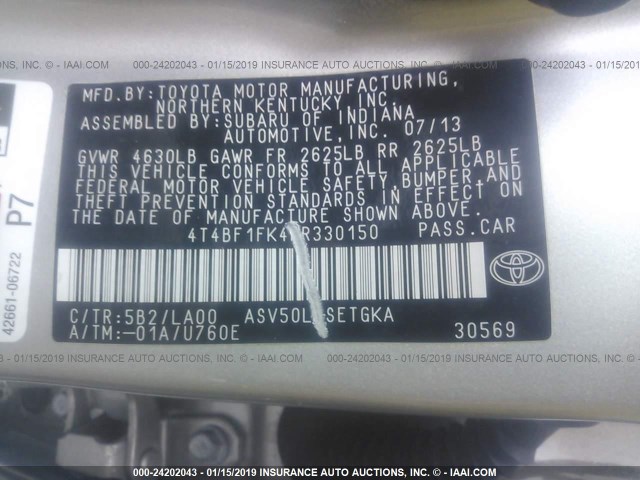 NC. - IAAI.COM 000-24202043 - 01/15/2019 INSURANCE AUTO AUCTIONS, INC. - IAAI.COM 000-24202043 - 01/15/2019 INS
MFD.BY: TOYOTA MOTOR MANUFACTURING,
NORTHERN KENTUCKY, INC.
ASSEMBLED BY: SUBARU OF INDIANA
AUTOMOTIVE, INC. 07/13
GVWR 4630LB GAWR FR 2625LB RR 2625LB
THIS VEHICLE CONFORMS TO ALL APPLICABLE
FEDERAL MOTOR VEHICLE SAFETY, BUMPER AND
THEFT PREVENTION STANDARDS IN EFFECT ON
THE DATE OF MANUFACTURE SHOWN ABOVE.
PASS.CAR
C/TR:5B2/LA00
A/TM:-01A/U760E
30569
P7
42661-06722
000-24202043 - 01/15/2019 INSURANCE AUTO AUCTIONS, INC. - IAAI.COM